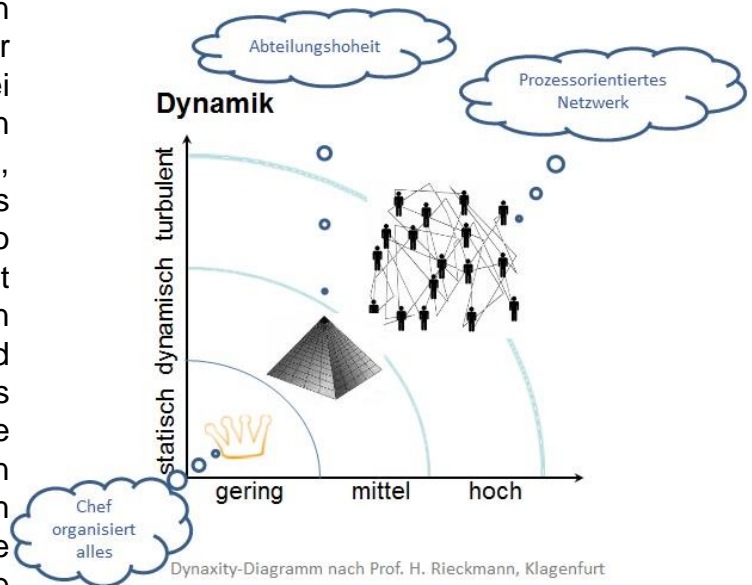 Abteilungshoheit
Prozessorientiertes
Netzwerk
Dynamik
turbulent
dynamisch
statisch
gering mittel hoch
Chef
organisiert
alles
Dynaxity-Diagramm nach Prof. H. Rieckmann, Klagenfurt